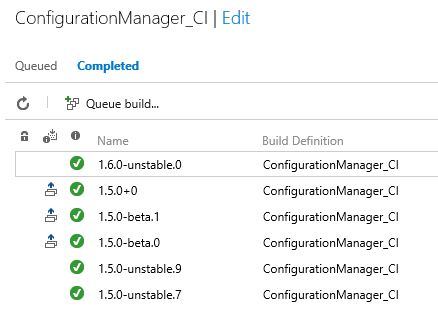 ConfigurationManager_CI | Edit
Queued Completed
Queue build...
Name Build Definition
1.6.0-unstable.0 ConfigurationManager_CI
1.5.0+0 ConfigurationManager_CI
1.5.0-beta.1 ConfigurationManager_CI
1.5.0-beta.0 ConfigurationManager_CI
1.5.0-unstable.9 ConfigurationManager_CI
1.5.0-unstable.7 ConfigurationManager_CI